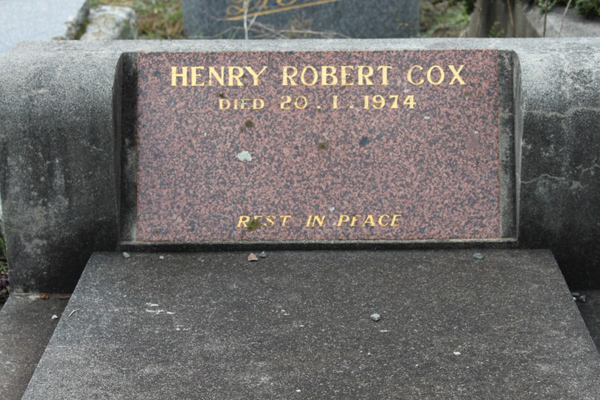 HENRY ROBERT COX
DIED 20.1.1974
REST IN PEACE